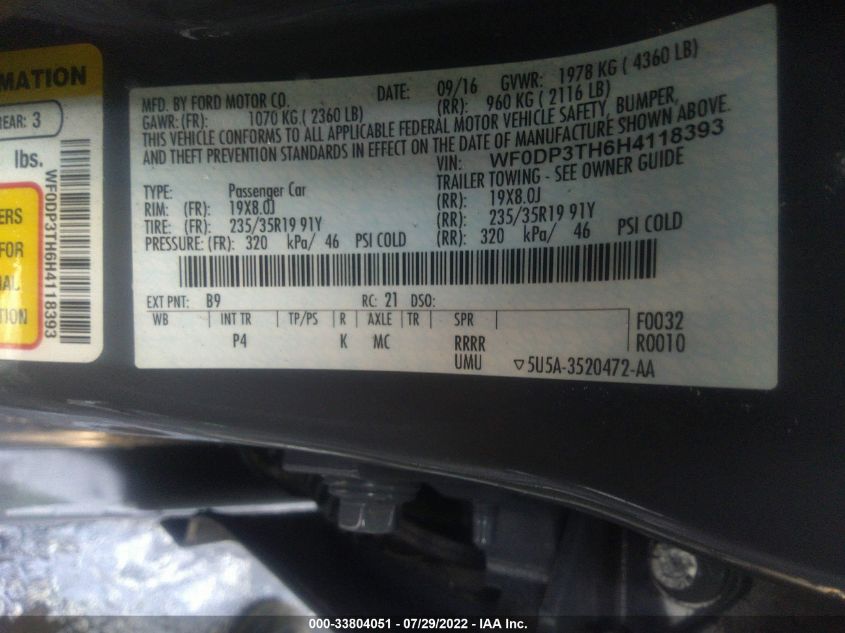 MATION
REAR: 3
lbs.
ERS
FOR
TION
WF0DP3TH6H4118393
MFD. BY FORD MOTOR CO. DATE: 09/16 GVWR: 1978 KG ( 4360 LB)
GAWR:(FR): 1070 KG ( 2360 LB) (RR): 960 KG ( 2116 LB)
THIS VEHICLE CONFORMS TO ALL APPLICABLE FEDERAL MOTOR VEHICLE SAFETY, BUMPER,
AND THEFT PREVENTION STANDARDS IN EFFECT ON THE DATE OF MANUFACTURE SHOWN ABOVE.
VIN: WF0DP3TH6H4118393
TYPE: Passenger Car TRAILER TOWING - SEE OWNER GUIDE
RIM: (FR): 19X8.0J (RR): 19X8.0J
TIRE: (FR): 235/35R19 91Y (RR): 235/35R19 91Y
PRESSURE: (FR): 320 kPa/ 46 PSI COLD (RR): 320 kPa/ 46 PSI COLD
EXT PNT: B9 RC: 21 DSO:
WB INT TR TP/PS R AXLE TR SPR F0032
P4 K MC RRRR R0010
UMU ▽5U5A-3520472-AA
000-33804051 - 07/29/2022 - IAA Inc.